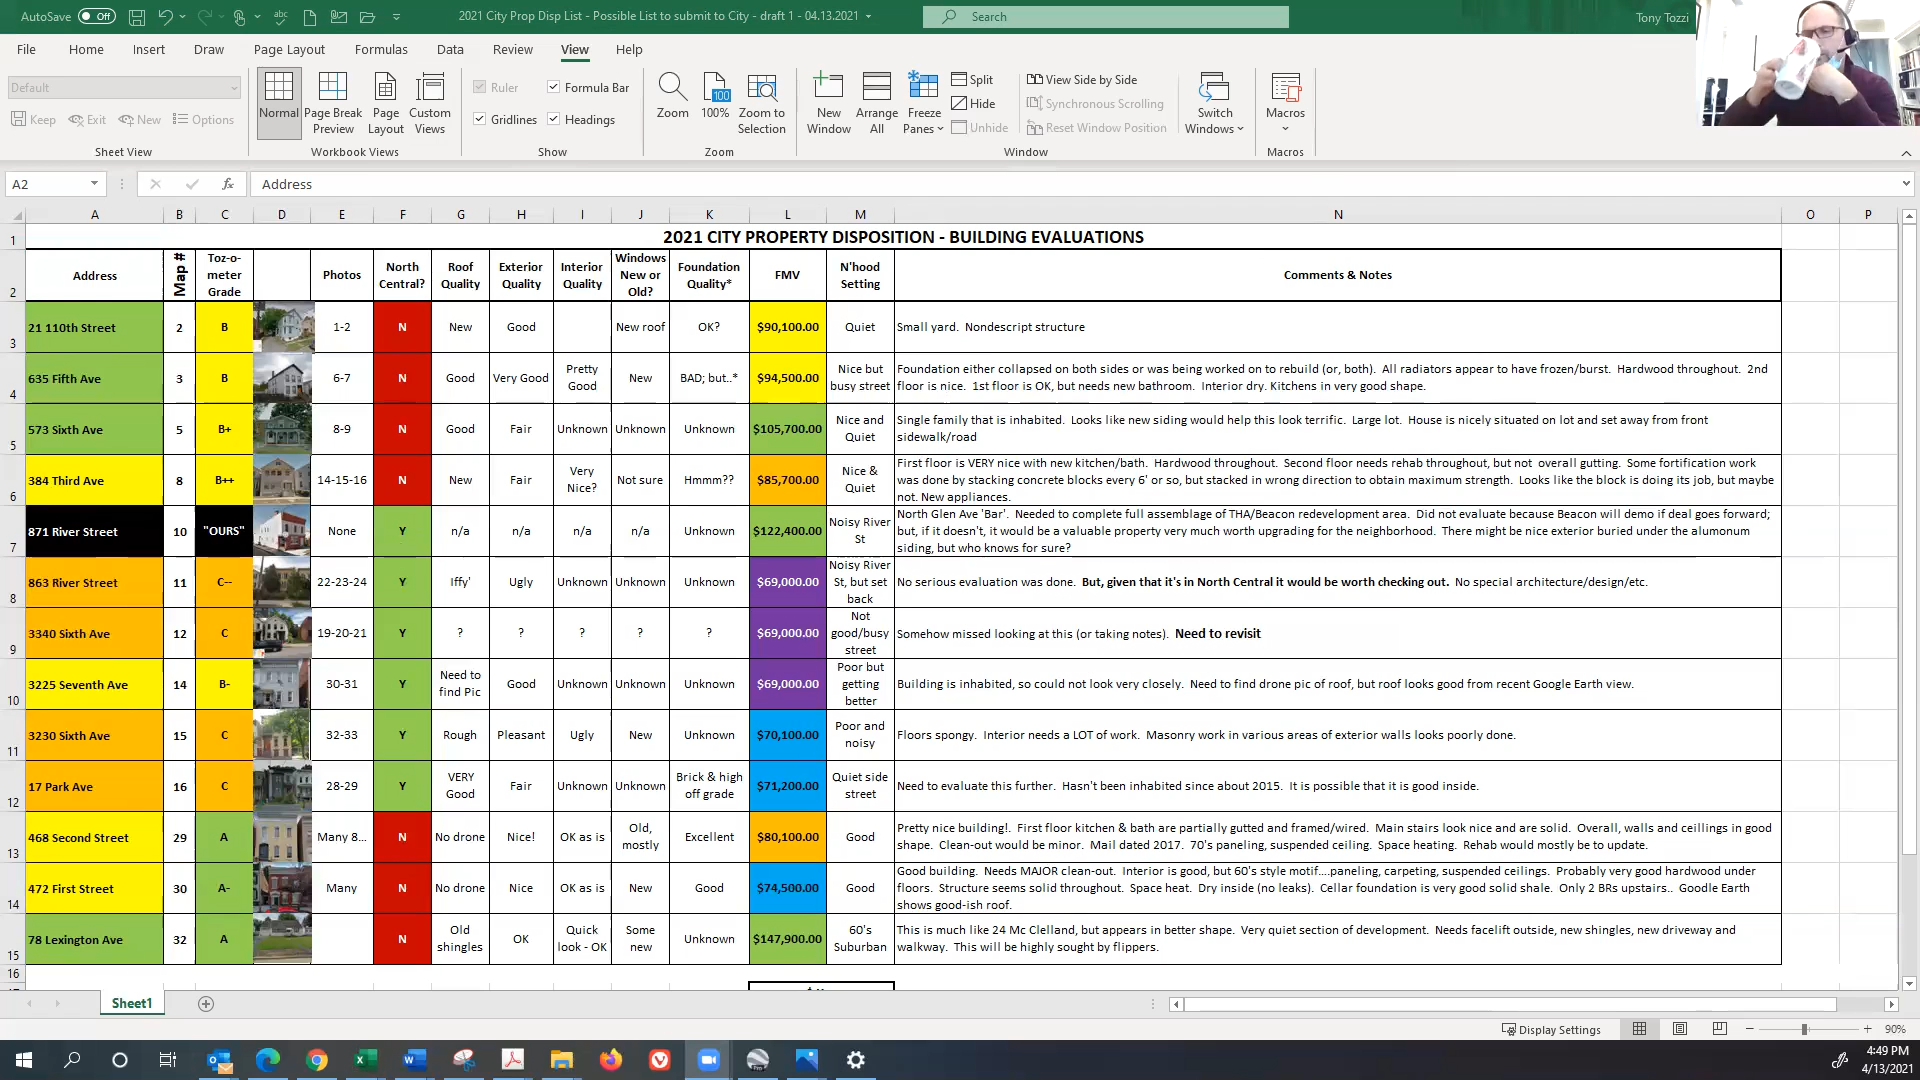 AutoSave Off
2021 City Prop Disp List - Possible List to submit to City - draft 1 - 04.13.2021
Search
Tony Tozzi
File Home Insert Draw Page Layout Formulas Data Review View Help
Default
Keep Exit New Options
Sheet View
Normal
Page Break Preview
Page Layout
Custom Views
Workbook Views
Ruler Formula Bar
Gridlines Headings
Show
Zoom
100
100%
Zoom to Selection
Zoom
New Window
Arrange All
Freeze Panes
Split
Hide
Unhide
View Side by Side
Synchronous Scrolling
Reset Window Position
Window
Switch Windows
Macros
Macros
A2 fx Address
A B C D E F G H I J K L M N O P
1 2021 CITY PROPERTY DISPOSITION - BUILDING EVALUATIONS
2 Address Map # Toz-o-meter Grade Photos North Central? Roof Quality Exterior Quality Interior Quality Windows New or Old? Foundation Quality* FMV N'hood Setting Comments & Notes
3 21 110th Street 2 B 1-2 N New Good New roof OK? $90,100.00 Quiet Small yard. Nondescript structure
4 635 Fifth Ave 3 B 6-7 N Good Very Good Pretty Good New BAD; but..* $94,500.00 Nice but busy street Foundation either collapsed on both sides or was being worked on to rebuild (or, both). All radiators appear to have frozen/burst. Hardwood throughout. 2nd
floor is nice. 1st floor is OK, but needs new bathroom. Interior dry. Kitchens in very good shape.
5 573 Sixth Ave 5 B+ 8-9 N Good Fair Unknown Unknown Unknown $105,700.00 Nice and Quiet Single family that is inhabited. Looks like new siding would help this look terrific. Large lot. House is nicely situated on lot and set away from front
sidewalk/road
6 384 Third Ave 8 B++ 14-15-16 N New Fair Very Nice? Not sure Hmmm?? $85,700.00 Nice & Quiet First floor is VERY nice with new kitchen/bath. Hardwood throughout. Second floor needs rehab throughout, but not overall gutting. Some fortification work
was done by stacking concrete blocks every 6' or so, but stacked in wrong direction to obtain maximum strength. Looks like the block is doing its job, but maybe
not. New appliances.
7 871 River Street 10 "OURS" None Y n/a n/a n/a n/a Unknown $122,400.00 Noisy River St North Glen Ave 'Bar'. Needed to complete full assemblage of THA/Beacon redevelopment area. Did not evaluate because Beacon will demo if deal goes forward;
but, if it doesn't, it would be a valuable property very much worth upgrading for the neighborhood. There might be nice exterior buried under the alumonum
siding, but who knows for sure?
8 863 River Street 11 C-- 22-23-24 Y Iffy' Ugly Unknown Unknown Unknown $69,000.00 Noisy River St, but set back No serious evaluation was done. But, given that it's in North Central it would be worth checking out. No special architecture/design/etc.
9 3340 Sixth Ave 12 C 19-20-21 Y ? ? ? ? ? $69,000.00 Not good/busy street Somehow missed looking at this (or taking notes). Need to revisit
10 3225 Seventh Ave 14 B- 30-31 Y Need to find Pic Good Unknown Unknown Unknown $69,000.00 Poor but getting better Building is inhabited, so could not look very closely. Need to find drone pic of roof, but roof looks good from recent Google Earth view.
11 3230 Sixth Ave 15 C 32-33 Y Rough Pleasant Ugly New Unknown $70,100.00 Poor and noisy Floors spongy. Interior needs a LOT of work. Masonry work in various areas of exterior walls looks poorly done.
12 17 Park Ave 16 C 28-29 Y VERY Good Fair Unknown Unknown Brick & high off grade $71,200.00 Quiet side street Need to evaluate this further. Hasn't been inhabited since about 2015. It is possible that it is good inside.
13 468 Second Street 29 A Many 8... N No drone Nice! OK as is Old, mostly Excellent $80,100.00 Good Pretty nice building!. First floor kitchen & bath are partially gutted and framed/wired. Main stairs look nice and are solid. Overall, walls and ceillings in good
shape. Clean-out would be minor. Mail dated 2017. 70's paneling, suspended ceiling. Space heating. Rehab would mostly be to update.
14 472 First Street 30 A- Many N No drone Nice OK as is New Good $74,500.00 Good Good building. Needs MAJOR clean-out. Interior is good, but 60's style motif....paneling, carpeting, suspended ceilings. Probably very good hardwood under
floors. Structure seems solid throughout. Space heat. Dry inside (no leaks). Cellar foundation is very good solid shale. Only 2 BRs upstairs.. Goodle Earth
shows good-ish roof.
15 78 Lexington Ave 32 A N Old shingles OK Quick look - OK Some new Unknown $147,900.00 60's Suburban This is much like 24 Mc Clelland, but appears in better shape. Very quiet section of development. Needs facelift outside, new shingles, new driveway and
walkway. This will be highly sought by flippers.
16
Sheet1
Display Settings 90%
4:49 PM
4/13/2021